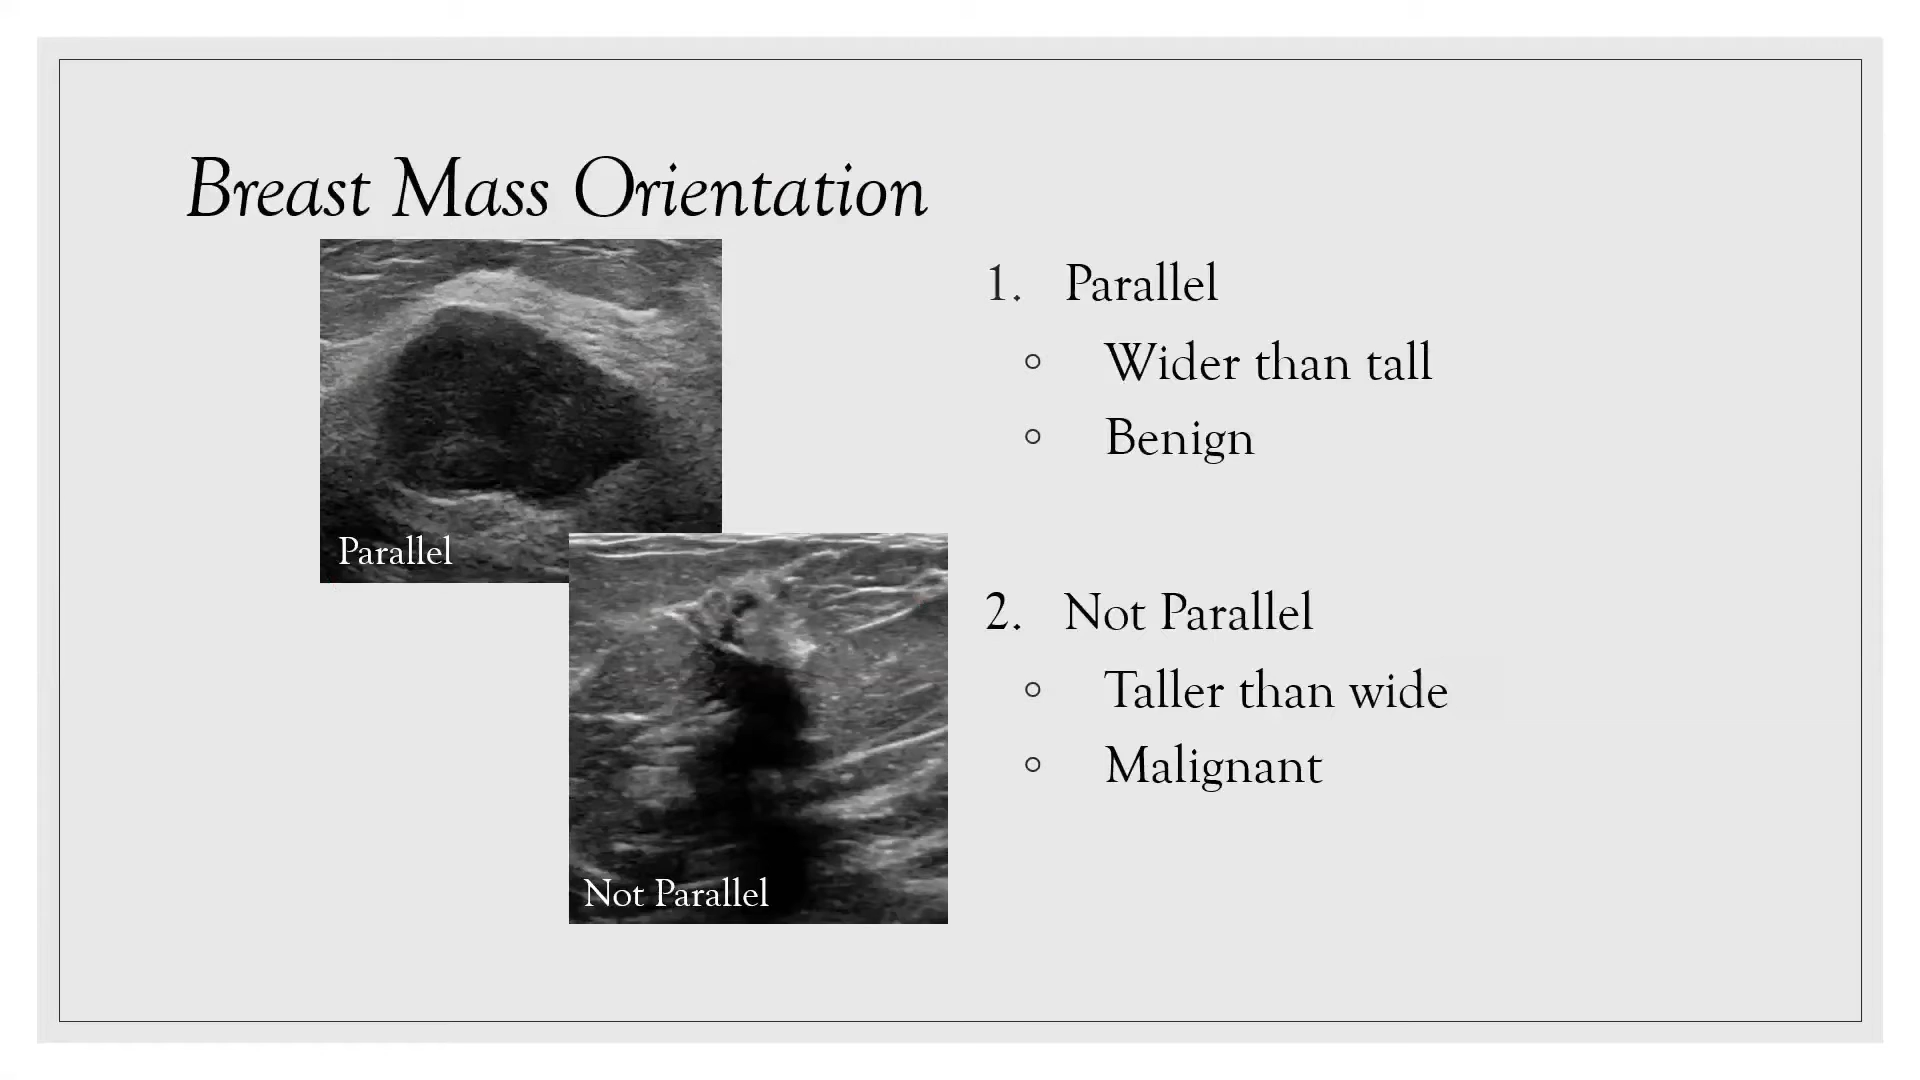 Breast Mass Orientation
Parallel
Not Parallel
1. Parallel
○ Wider than tall
○ Benign
2. Not Parallel
○ Taller than wide
○ Malignant